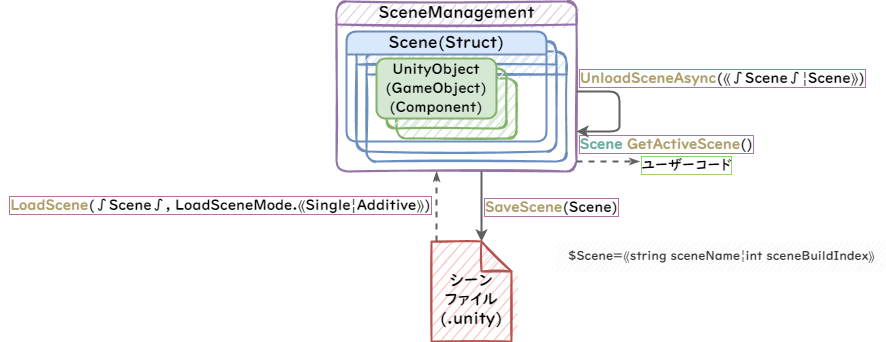 SceneManagement
Scene(Struct)
UnityObject
(GameObject)
(Component)
UnloadSceneAsync(⟪∫Scene∫¦Scene⟫)
Scene GetActiveScene()
ユーザーコード
LoadScene(∫Scene∫, LoadSceneMode.⟪Single¦Additive⟫)
SaveScene(Scene)
シーン
ファイル
(.unity)
$Scene=⟪string sceneName¦int sceneBuildIndex⟫